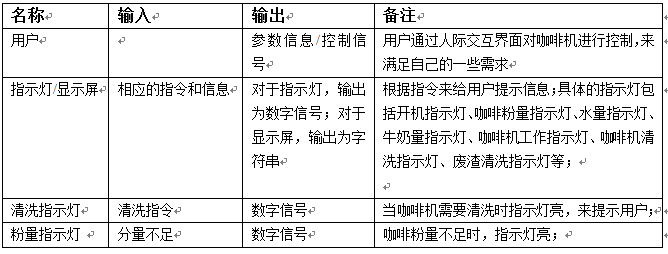 名称 输入 输出 备注
用户 参数信息/控制信 用户通过人际交互界面对咖啡机进行控制,来
号 满足自己的一些需求
指示灯/显示屏 相应的指令和信息 对于指示灯，输出 根据指令来给用户提示信息；具体的指示灯包
为数字信号；对于 括开机指示灯、咖啡粉量指示灯、水量指示灯、
显示屏，输出为字 牛奶量指示灯、咖啡机工作指示灯、咖啡机清
符串 洗指示灯、废渣清洗指示灯等；
清洗指示灯 清洗指令 数字信号 当咖啡机需要清洗时指示灯亮，来提示用户；
粉量指示灯 分量不足 数字信号 咖啡粉量不足时，指示灯亮；